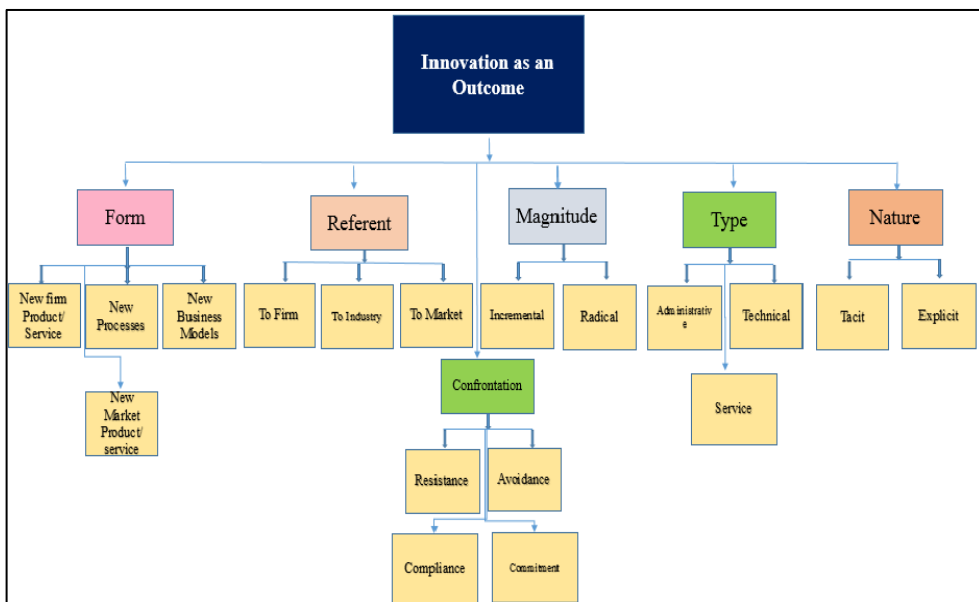 Innovation as an
Outcome
Form
Referent
Magnitude
Type
Nature
New firm
Product/
Service
New
Processes
New
Business
Models
To Firm
To Industry
To Market
Incremental
Radical
Administrativ
e
Technical
Tacit
Explicit
New
Market
Product/
service
Confrontation
Service
Resistance
Avoidance
Compliance
Commitment